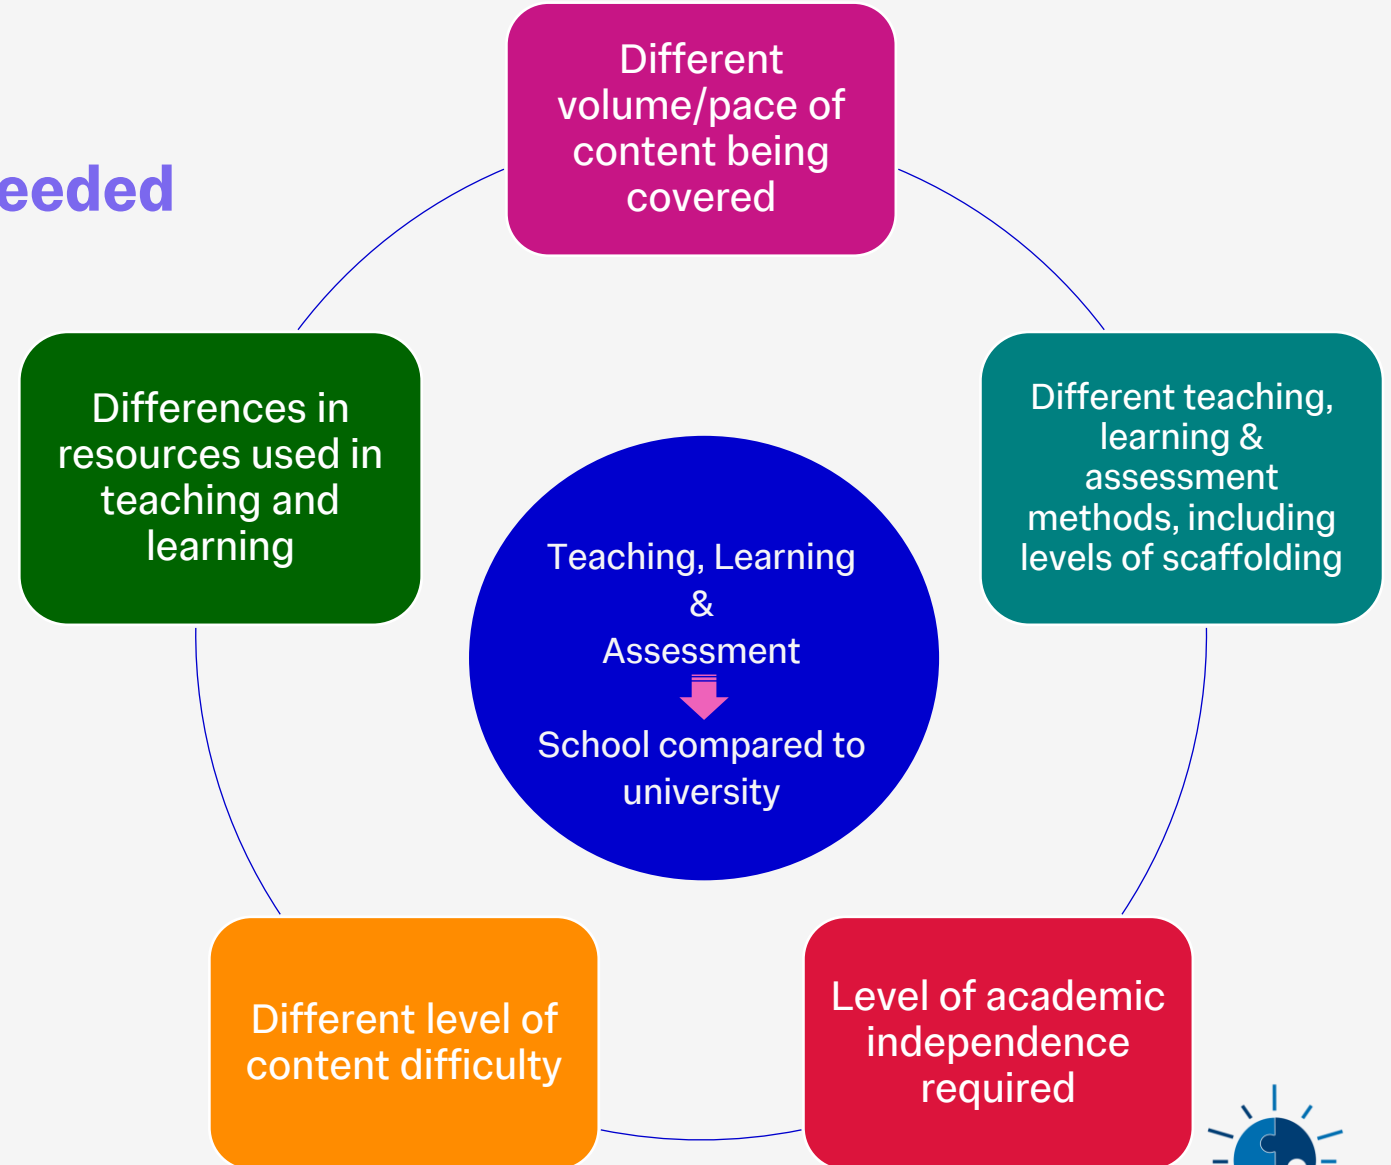 eeded
Different
volume/pace of
content being
covered
Different teaching,
learning &
assessment
methods, including
levels of scaffolding
Level of academic
independence
required
Different level of
content difficulty
Differences in
resources used in
teaching and
learning
Teaching, Learning
&
Assessment
School compared to
university